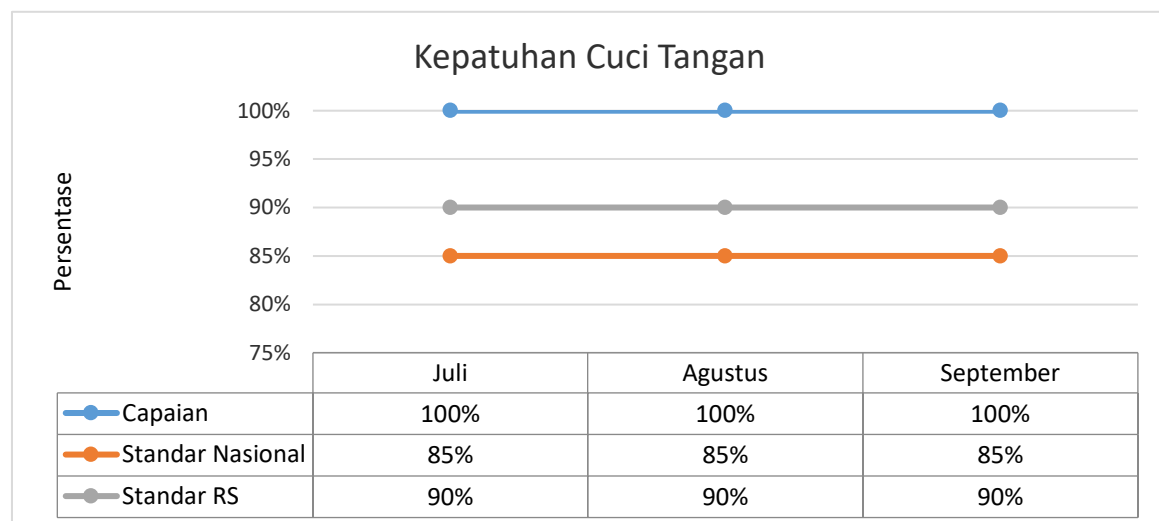 Kepatuhan Cuci Tangan
Persentase
100%
95%
90%
85%
80%
75%
Juli Agustus September
Capaian 100% 100% 100%
Standar Nasional 85% 85% 85%
Standar RS 90% 90% 90%